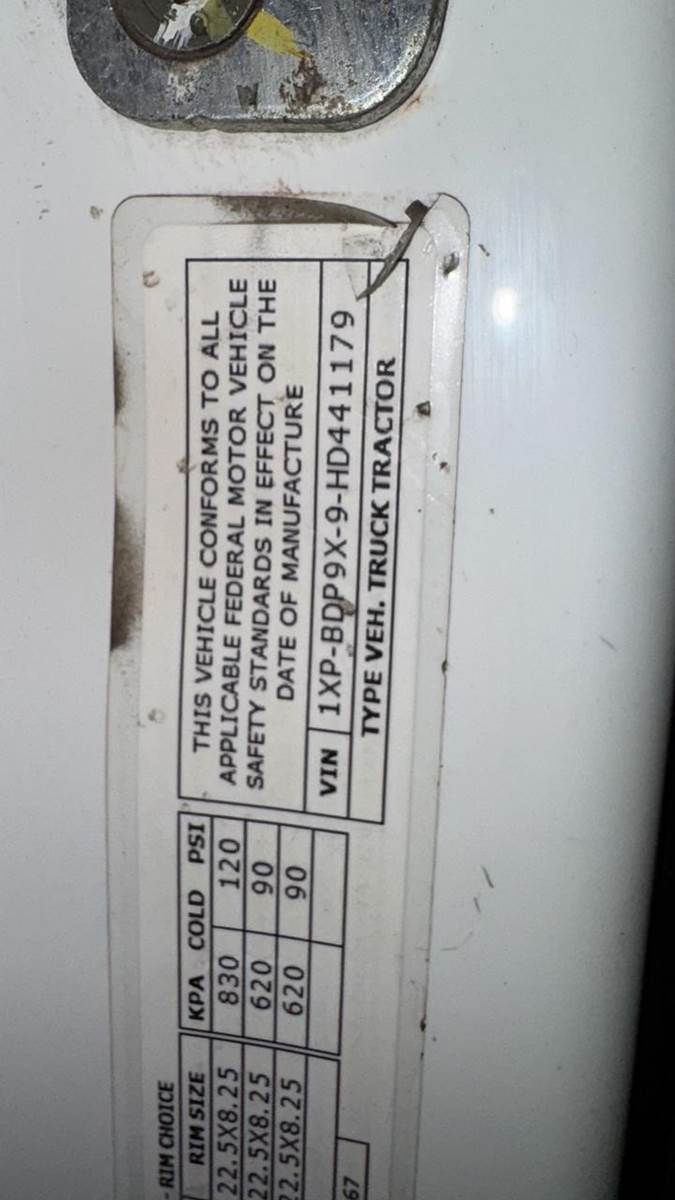 - RIM CHOICE
RIM SIZE KPA COLD PSI
22.5X8.25 830 120
22.5X8.25 620 90
22.5X8.25 620 90
67
THIS VEHICLE CONFORMS TO ALL
APPLICABLE FEDERAL MOTOR VEHICLE
SAFETY STANDARDS IN EFFECT ON THE
DATE OF MANUFACTURE
VIN 1XP-BDP9X-9-HD441179
TYPE VEH. TRUCK TRACTOR